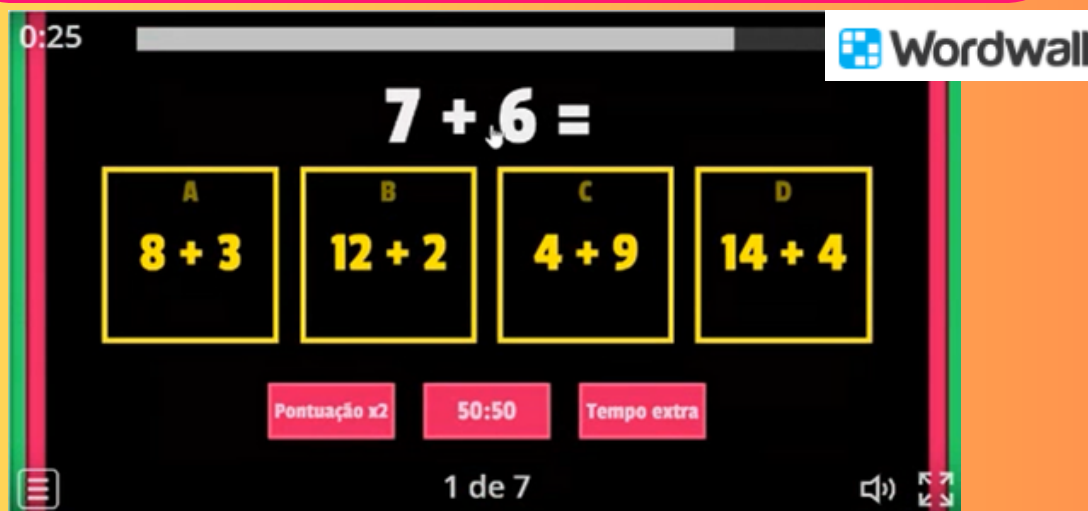 0:25
Wordwall
7 + 6 =
A
B
C
D
8 + 3
12 + 2
4 + 9
14 + 4
Pontuação x2
50:50
Tempo extra
1 de 7